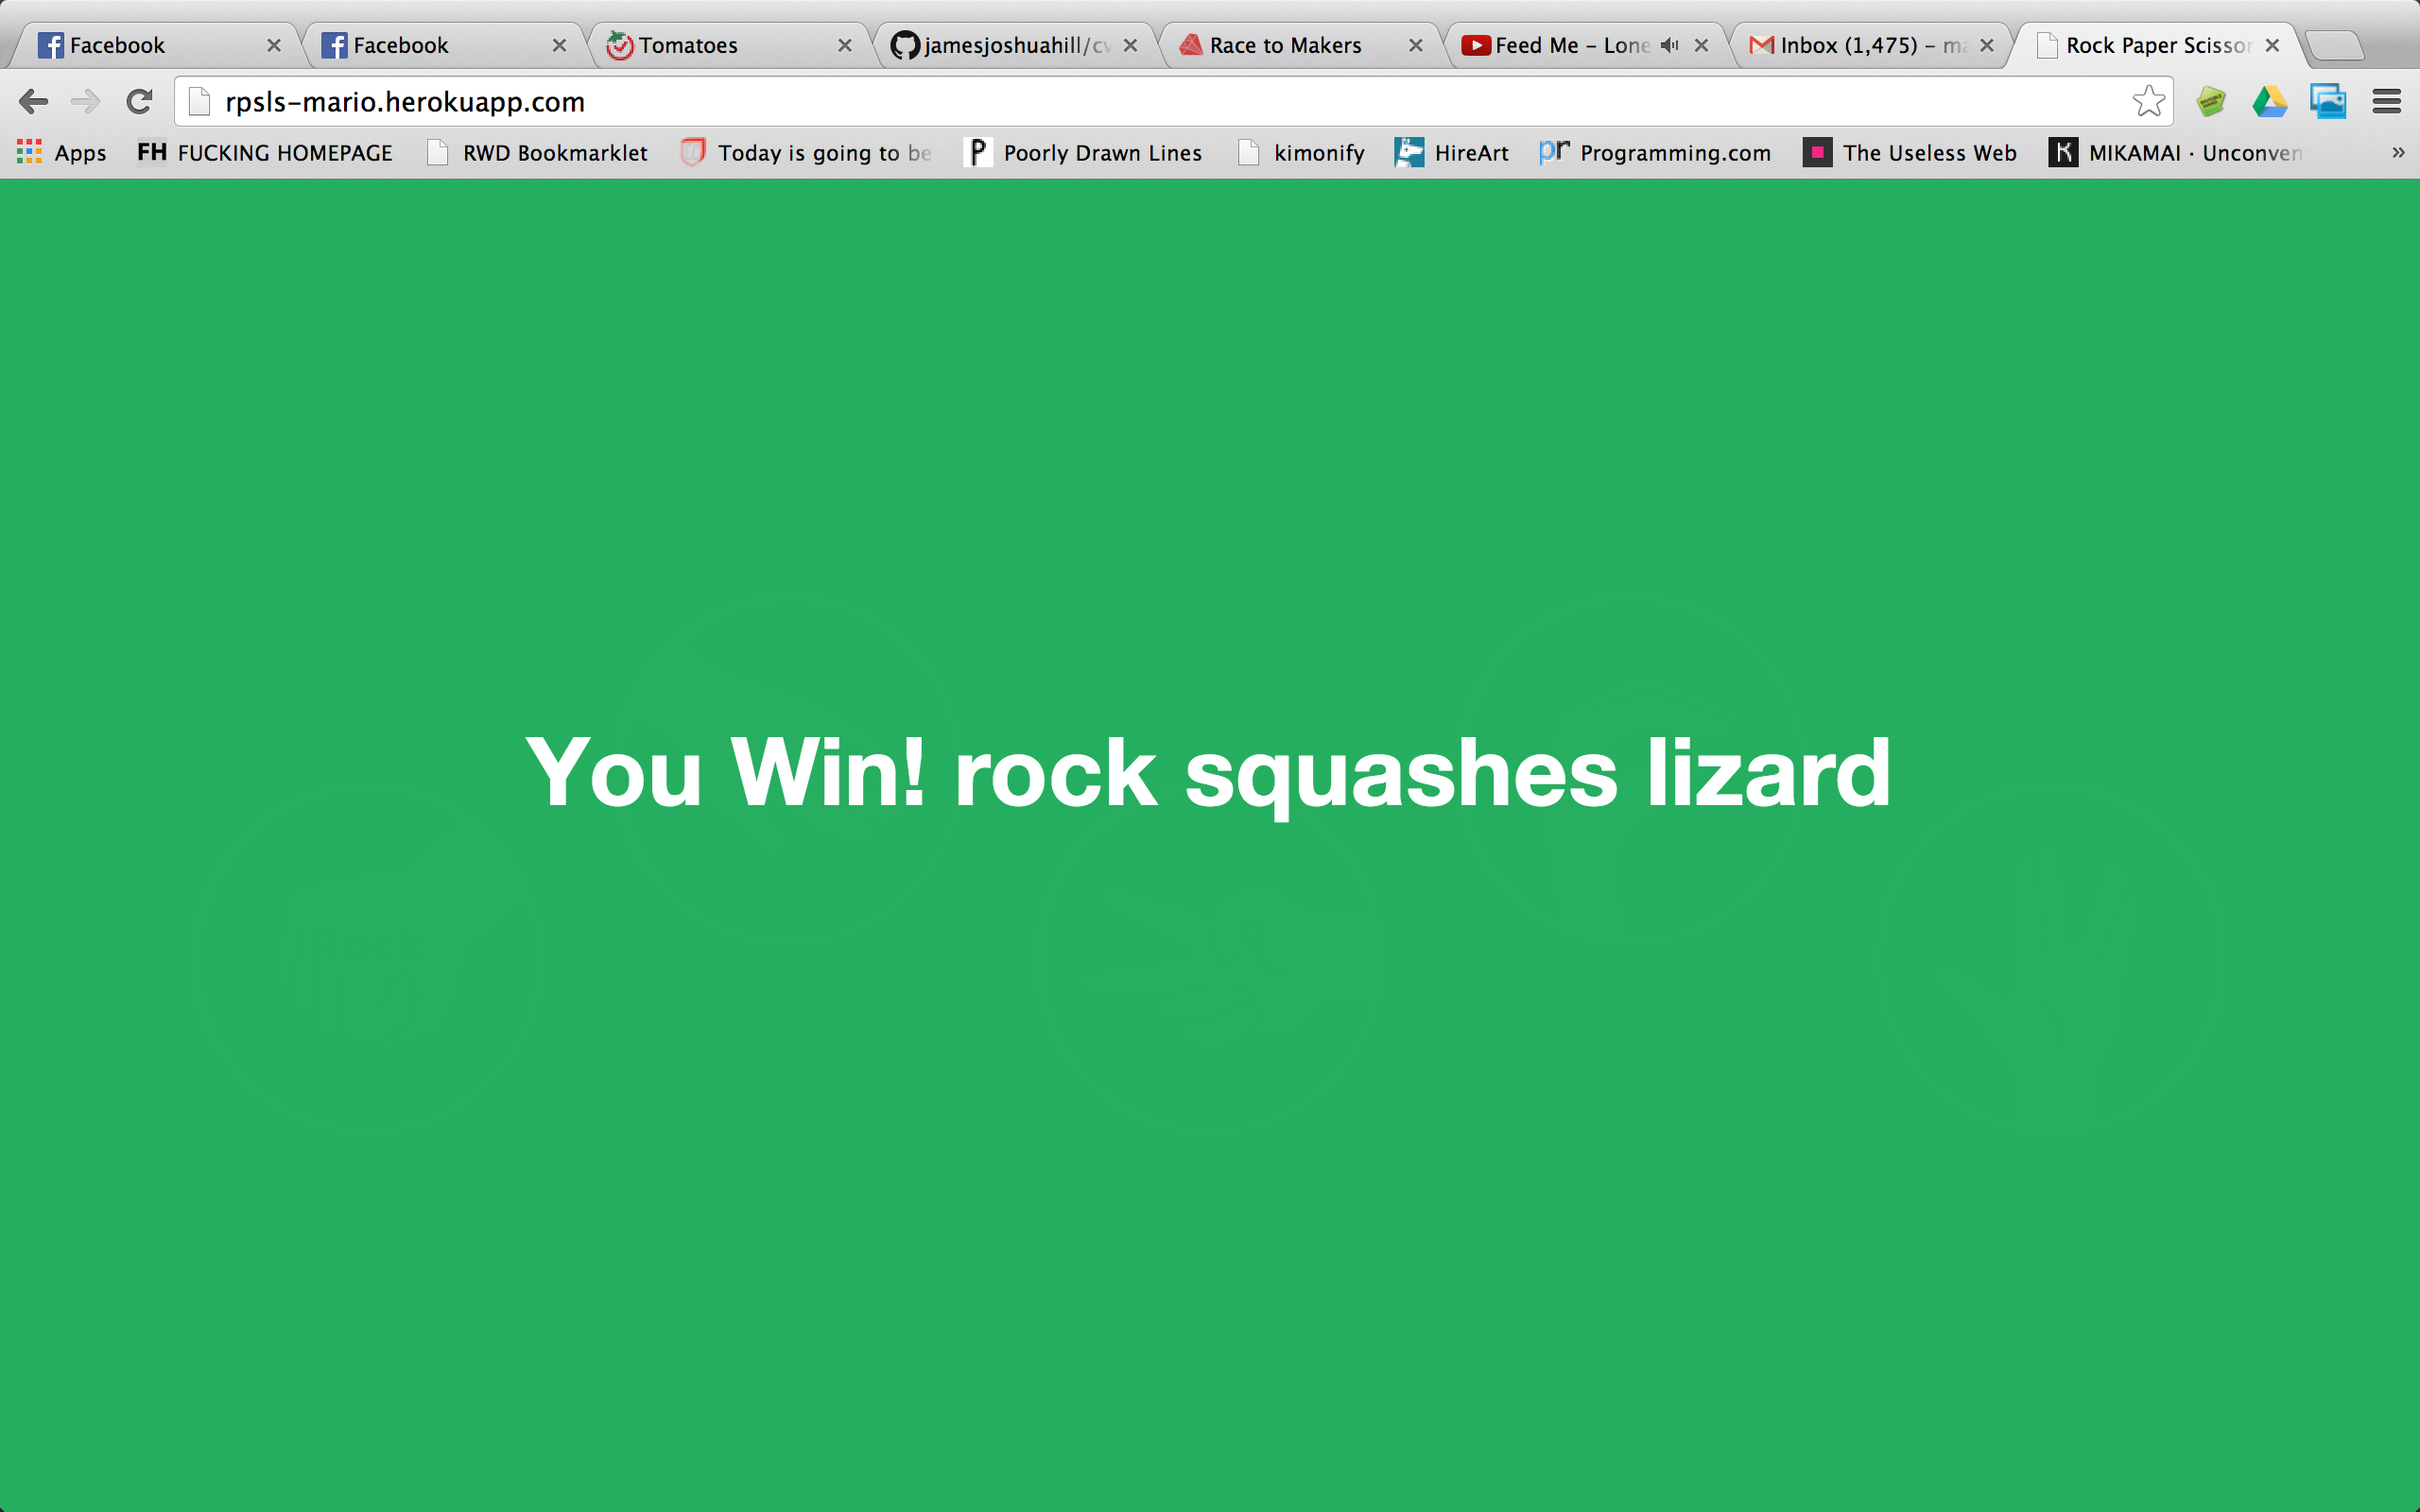 Facebook Facebook Tomatoes jamesjoshuahill/cv Race to Makers Feed Me – Lone Inbox (1,475) – ma Rock Paper Scissor
rpsls-mario.herokuapp.com
Apps FH FUCKING HOMEPAGE RWD Bookmarklet Today is going to be P Poorly Drawn Lines kimonify HireArt pr Programming.com The Useless Web K MIKAMAI · Unconven »
You Win! rock squashes lizard